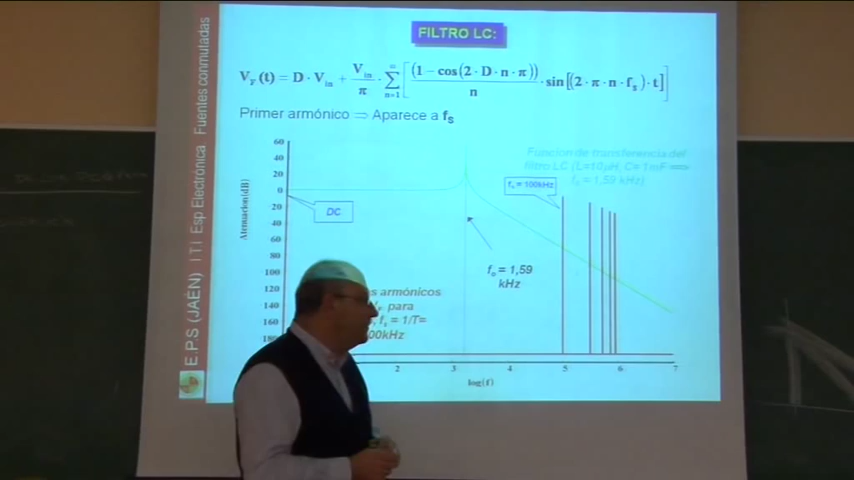 FILTRO LC:
V_F(t) = D · V_in + V_in/π · ∑_{n=1}^{∞} [ (1−cos(2 · D · n · π))/n · sin[(2 · π · n · f_s) · t] ]
Primer armónico ⇒ Aparece a f_S
Función de transferencia del
filtro LC (L=10μH, C= 1mF ⟹
f_o = 1,59 kHz)
f_s = 100kHz
DC
f_o = 1,59
kHz
s armónicos
para
f_s = 1/T=
00kHz
Atenuacion(dB)
60
40
20
0
20
40
60
80
100
120
140
160
180
2
3
4
5
6
7
log(f)
E.P.S (JAÉN) I.T.I Esp Electrónica Fuentes conmutadas